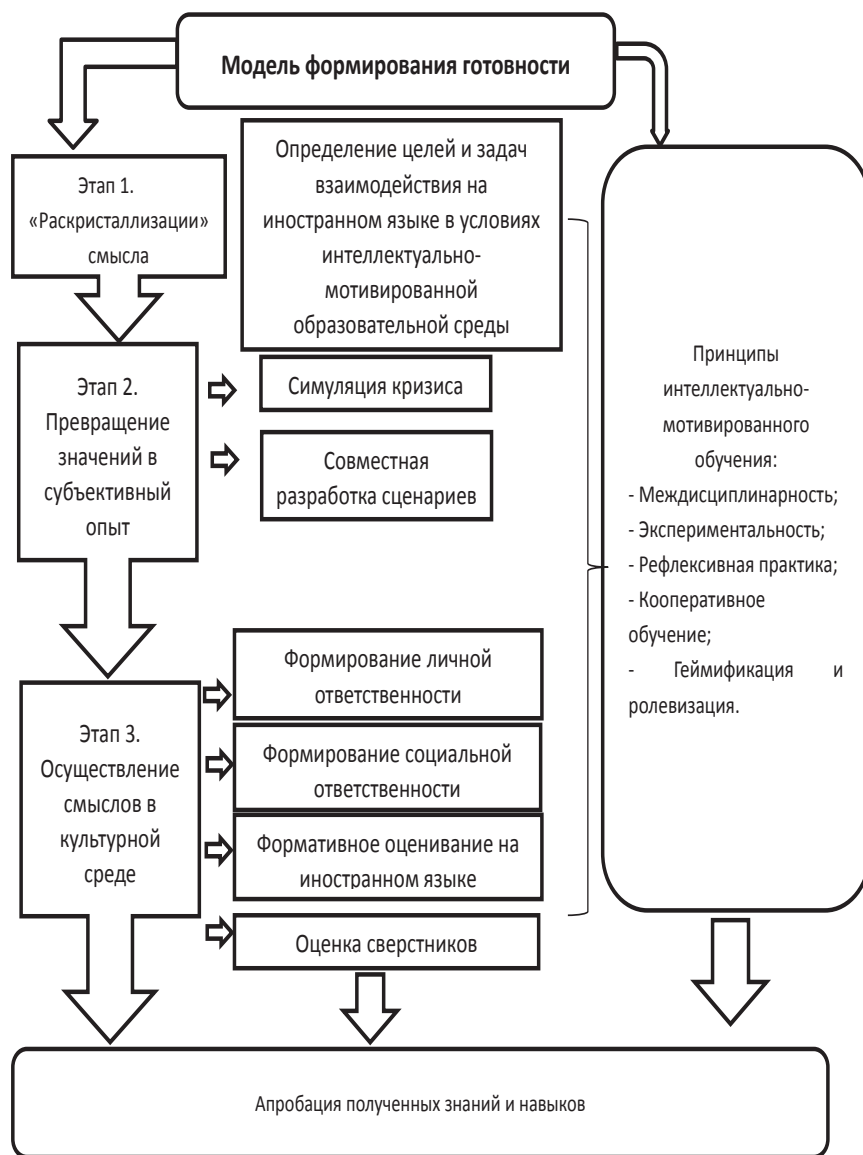 Модель формирования готовности
Этап 1.
«Раскристаллизации»
смысла
Определение целей и задач
взаимодействия на
иностранном языке в условиях
интеллектуально-
мотивированной
образовательной среды
Этап 2.
Превращение
значений в
субъективный
опыт
Симуляция кризиса
Совместная
разработка сценариев
Этап 3.
Осуществление
смыслов в
культурной
среде
Формирование личной
ответственности
Формирование социальной
ответственности
Формативное оценивание на
иностранном языке
Оценка сверстников
Принципы
интеллектуально-
мотивированного
обучения:
- Междисциплинарность;
- Экспериментальность;
- Рефлексивная практика;
- Кооперативное
обучение;
- Геймификация и
ролевизация.
Апробация полученных знаний и навыков